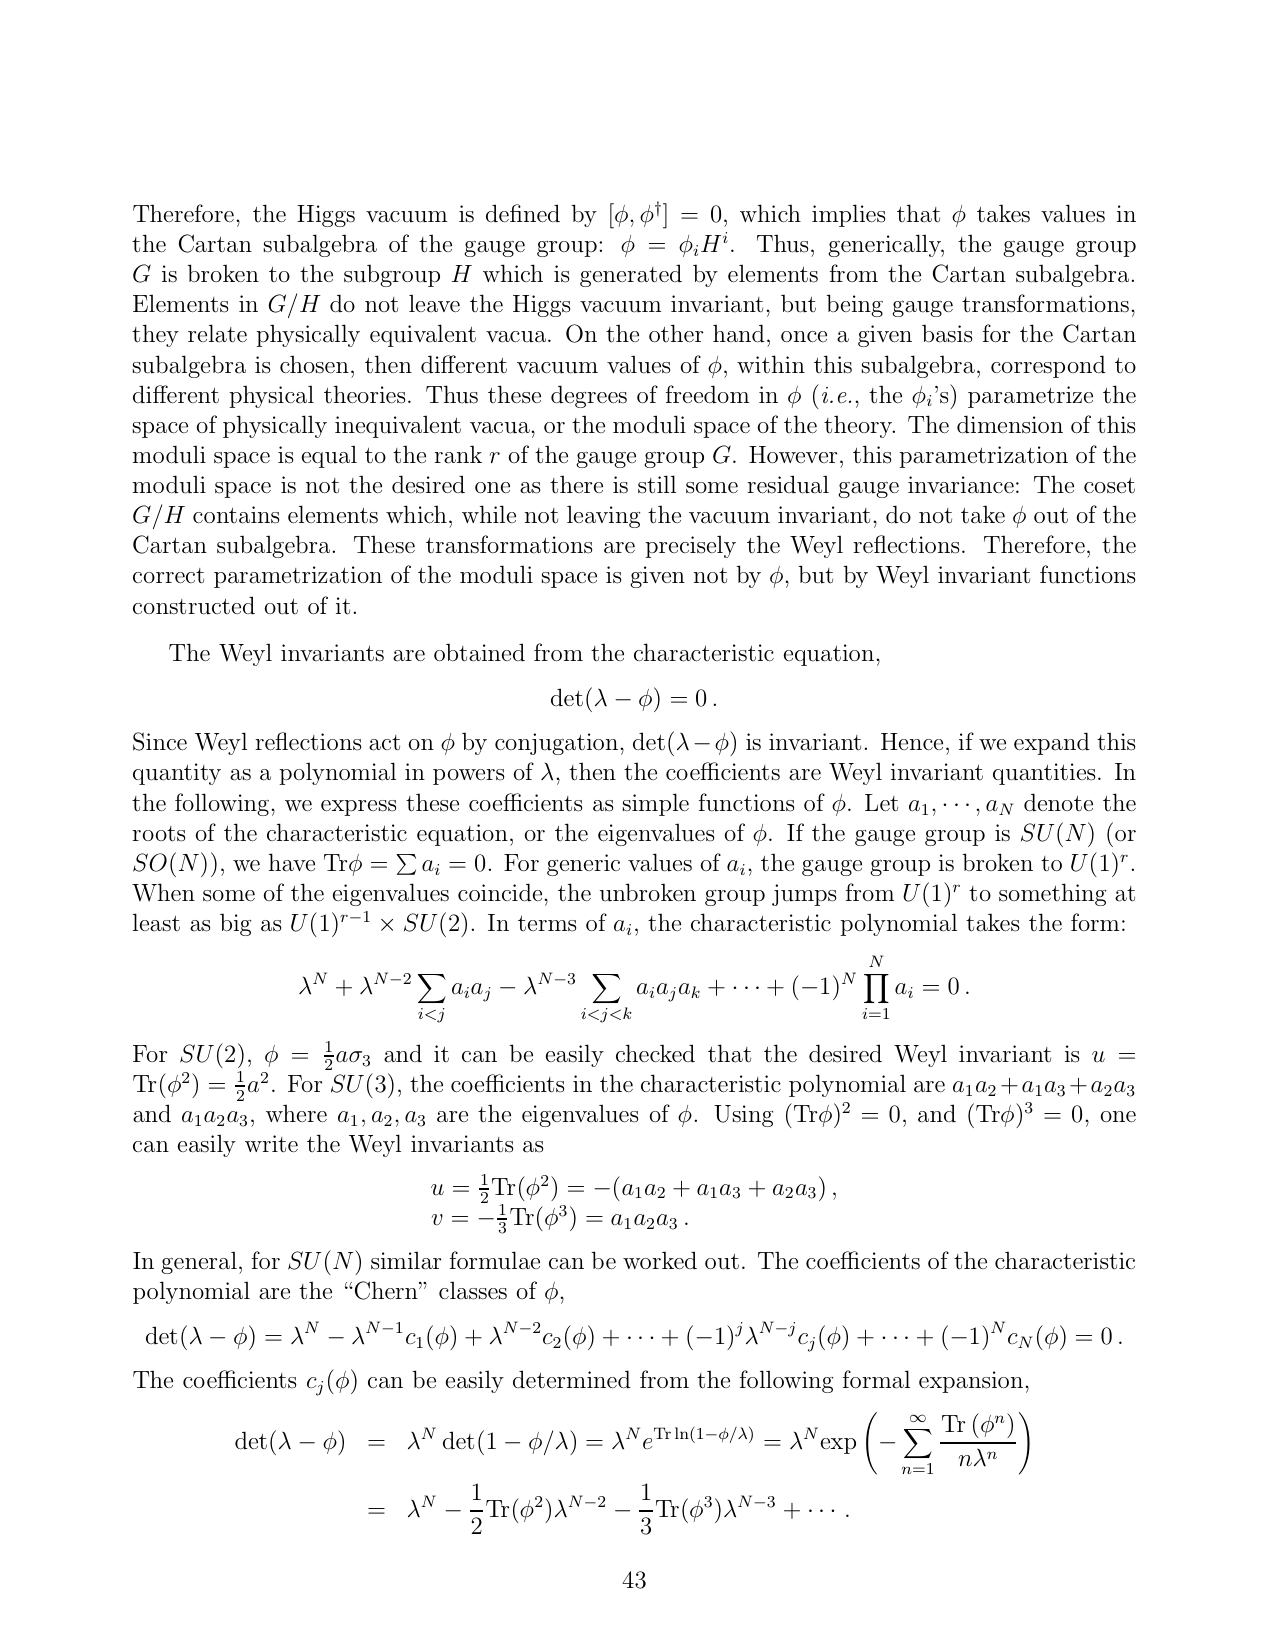 Therefore, the Higgs vacuum is defined by [ϕ, ϕ†] = 0, which implies that ϕ takes values in
the Cartan subalgebra of the gauge group: ϕ = ϕ_i H^i. Thus, generically, the gauge group
G is broken to the subgroup H which is generated by elements from the Cartan subalgebra.
Elements in G/H do not leave the Higgs vacuum invariant, but being gauge transformations,
they relate physically equivalent vacua. On the other hand, once a given basis for the Cartan
subalgebra is chosen, then different vacuum values of ϕ, within this subalgebra, correspond to
different physical theories. Thus these degrees of freedom in ϕ (i.e., the ϕ_i's) parametrize the
space of physically inequivalent vacua, or the moduli space of the theory. The dimension of this
moduli space is equal to the rank r of the gauge group G. However, this parametrization of the
moduli space is not the desired one as there is still some residual gauge invariance: The coset
G/H contains elements which, while not leaving the vacuum invariant, do not take ϕ out of the
Cartan subalgebra. These transformations are precisely the Weyl reflections. Therefore, the
correct parametrization of the moduli space is given not by ϕ, but by Weyl invariant functions
constructed out of it.
The Weyl invariants are obtained from the characteristic equation,
det(λ − ϕ) = 0 .
Since Weyl reflections act on ϕ by conjugation, det(λ − ϕ) is invariant. Hence, if we expand this
quantity as a polynomial in powers of λ, then the coefficients are Weyl invariant quantities. In
the following, we express these coefficients as simple functions of ϕ. Let a_1, · · · , a_N denote the
roots of the characteristic equation, or the eigenvalues of ϕ. If the gauge group is SU(N) (or
SO(N)), we have Trϕ = ∑ a_i = 0. For generic values of a_i, the gauge group is broken to U(1)^r.
When some of the eigenvalues coincide, the unbroken group jumps from U(1)^r to something at
least as big as U(1)^{r−1} × SU(2). In terms of a_i, the characteristic polynomial takes the form:
λ^N + λ^{N−2} ∑_{i<j} a_i a_j − λ^{N−3} ∑_{i<j<k} a_i a_j a_k + · · · + (−1)^N ∏_{i=1}^{N} a_i = 0 .
For SU(2), ϕ = ½aσ_3 and it can be easily checked that the desired Weyl invariant is u =
Tr(ϕ²) = ½a². For SU(3), the coefficients in the characteristic polynomial are a_1a_2+a_1a_3+a_2a_3
and a_1a_2a_3, where a_1, a_2, a_3 are the eigenvalues of ϕ. Using (Trϕ)² = 0, and (Trϕ)³ = 0, one
can easily write the Weyl invariants as
u = ½Tr(ϕ²) = −(a_1a_2 + a_1a_3 + a_2a_3) ,
v = −⅓Tr(ϕ³) = a_1a_2a_3 .
In general, for SU(N) similar formulae can be worked out. The coefficients of the characteristic
polynomial are the “Chern” classes of ϕ,
det(λ − ϕ) = λ^N − λ^{N−1}c_1(ϕ) + λ^{N−2}c_2(ϕ) + · · · + (−1)^j λ^{N−j}c_j(ϕ) + · · · + (−1)^N c_N(ϕ) = 0 .
The coefficients c_j(ϕ) can be easily determined from the following formal expansion,
det(λ − ϕ) = λ^N det(1 − ϕ/λ) = λ^N e^{Tr ln(1−ϕ/λ)} = λ^N exp ( − ∑_{n=1}^{∞} Tr (ϕ^n) / nλ^n )
= λ^N − ½Tr(ϕ²)λ^{N−2} − ⅓Tr(ϕ³)λ^{N−3} + · · · .
43